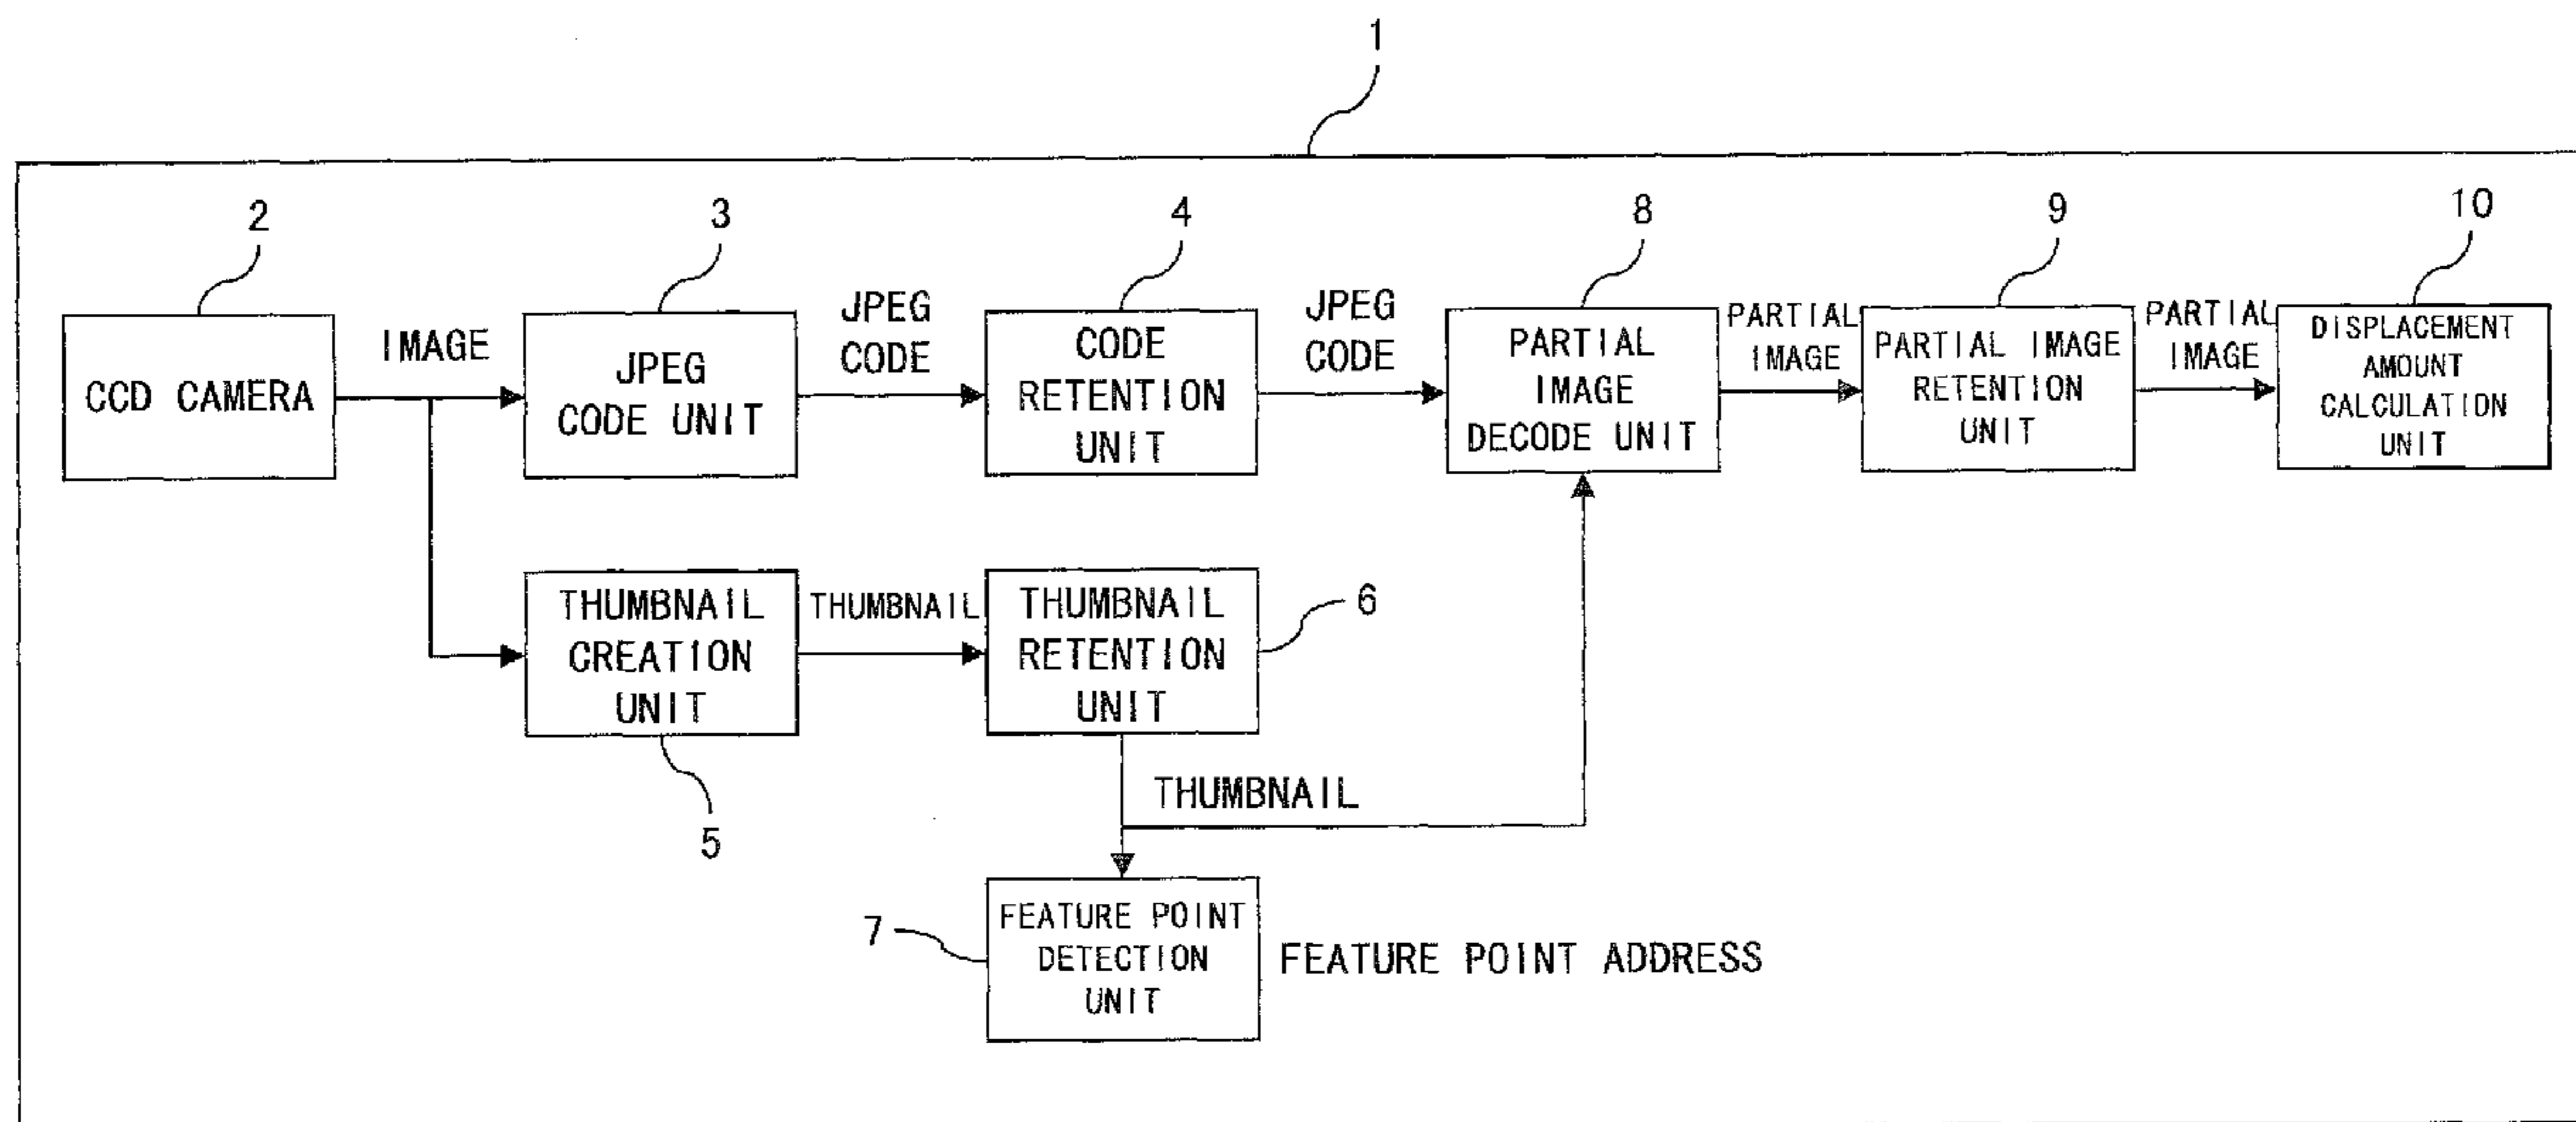 1
2
3
4
8
9
10
CCD CAMERA
IMAGE
JPEG
CODE UNIT
JPEG
CODE
CODE
RETENTION
UNIT
JPEG
CODE
PARTIAL
IMAGE
DECODE UNIT
PARTIAL
IMAGE
PARTIAL IMAGE
RETENTION
UNIT
PARTIAL
IMAGE
DISPLACEMENT
AMOUNT
CALCULATION
UNIT
THUMBNAIL
CREATION
UNIT
THUMBNAIL
THUMBNAIL
RETENTION
UNIT
6
5
THUMBNAIL
7
FEATURE POINT
DETECTION
UNIT
FEATURE POINT ADDRESS